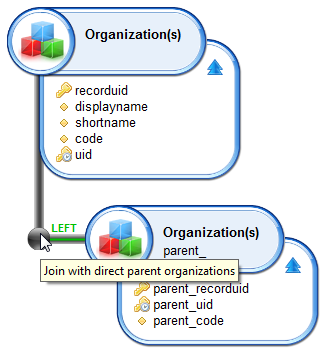 Organization(s)
recorduid
displayname
shortname
code
uid
LEFT
Organization(s)
parent_
Join with direct parent organizations
parent_recorduid
parent_uid
parent_code